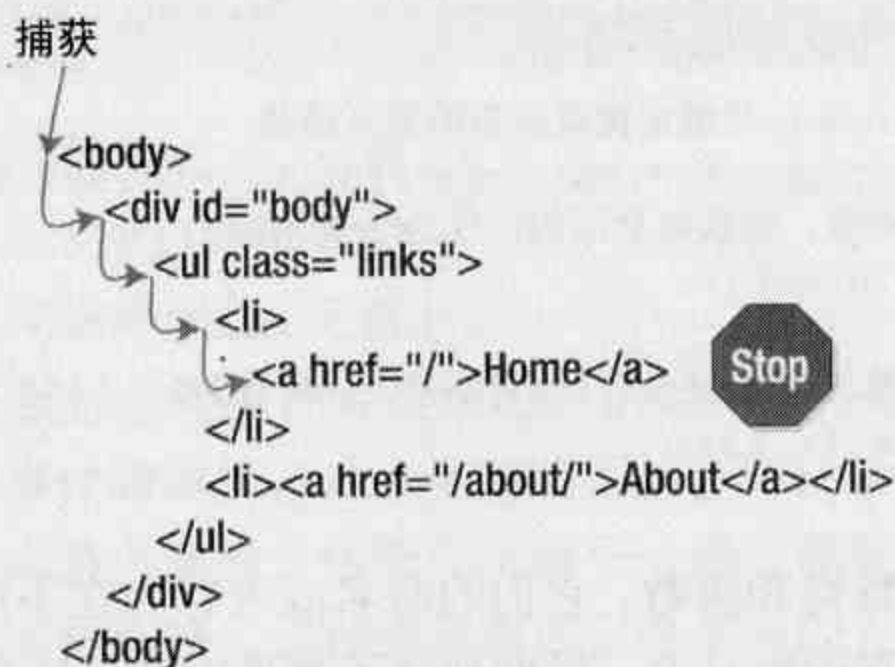 捕获
<body>
<div id="body">
<ul class="links">
<li>
<a href="/">Home</a>
Stop
</li>
<li><a href="/about/">About</a></li>
</ul>
</div>
</body>